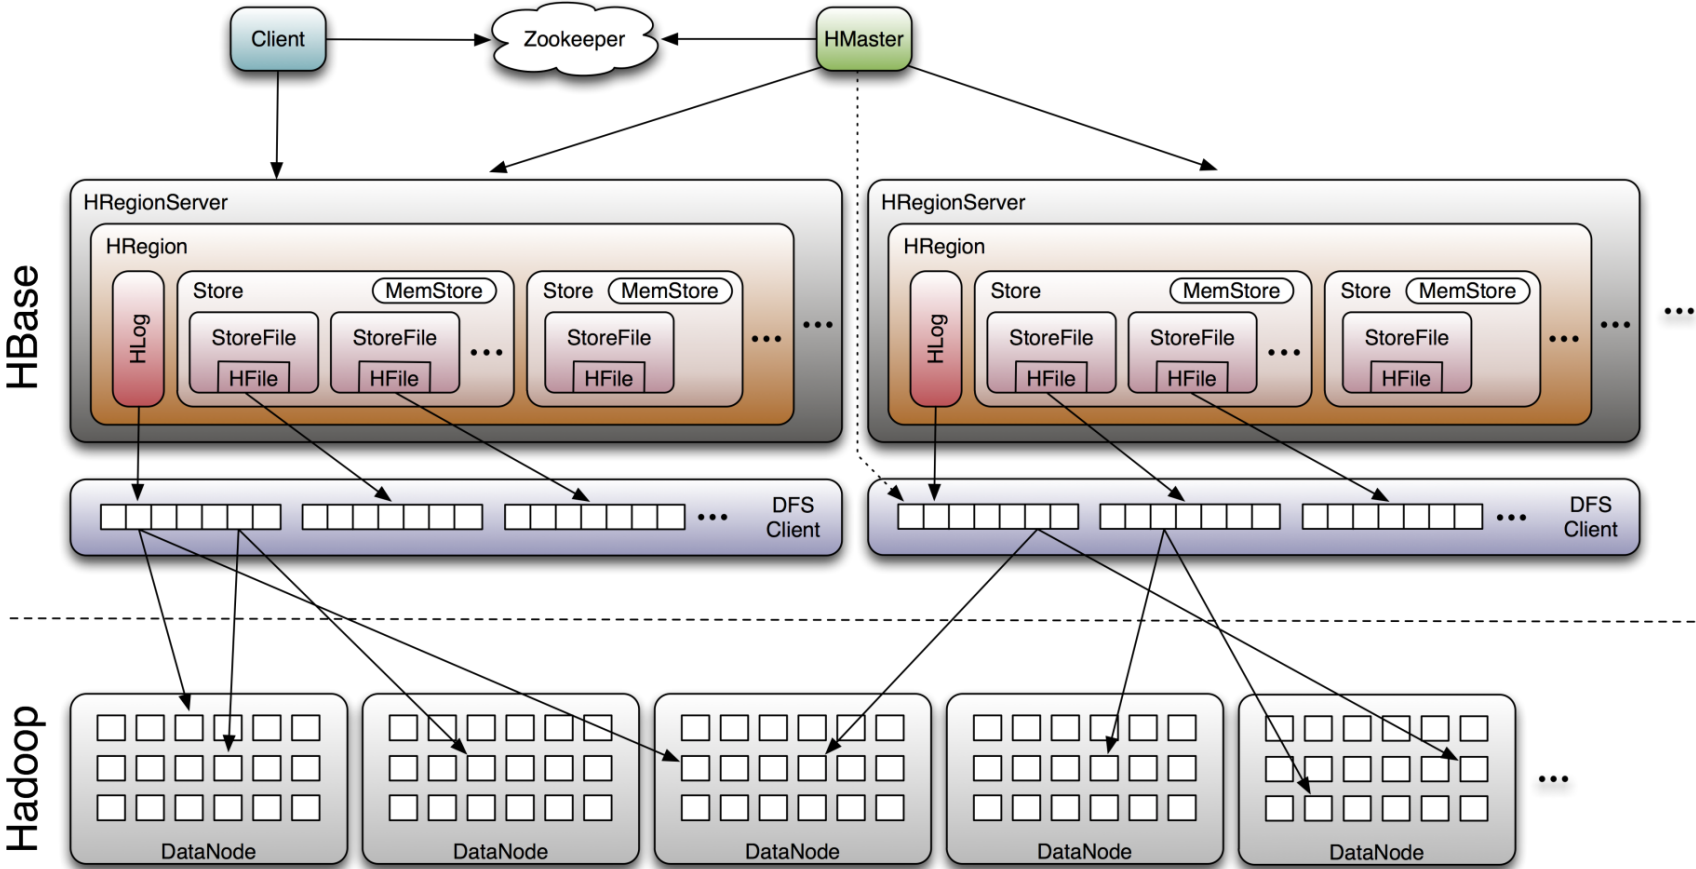 Client
Zookeeper
HMaster
HBase
HRegionServer
HRegion
HLog
Store
MemStore
StoreFile
HFile
StoreFile
HFile
...
Store
MemStore
StoreFile
HFile
...
...
HRegionServer
HRegion
HLog
Store
MemStore
StoreFile
HFile
StoreFile
HFile
...
Store
MemStore
StoreFile
HFile
...
...
...
...
DFS
Client
...
DFS
Client
Hadoop
DataNode
DataNode
DataNode
DataNode
DataNode
...